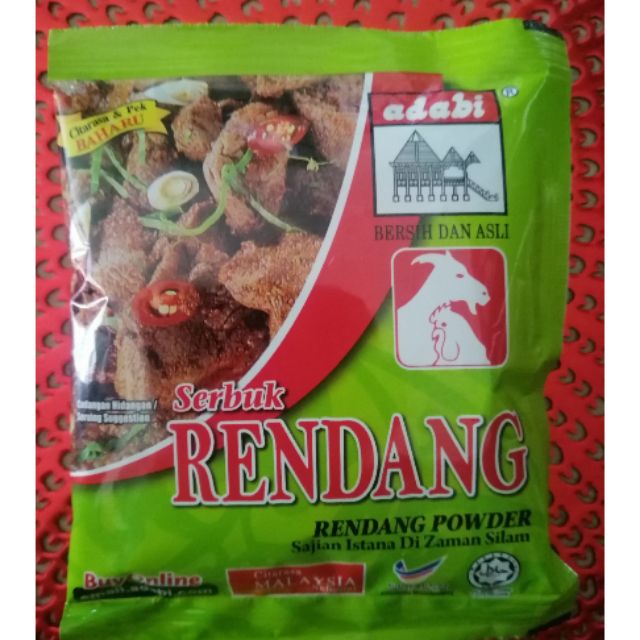 Citarasa & Pek
BAHARU
adabi
®
BERSIH DAN ASLI
Cadangan Hidangan /
Serving Suggestion
Serbuk
RENDANG
RENDANG POWDER
Sajian Istana Di Zaman Silam
Buy Online
Citarasa
MALAYSIA